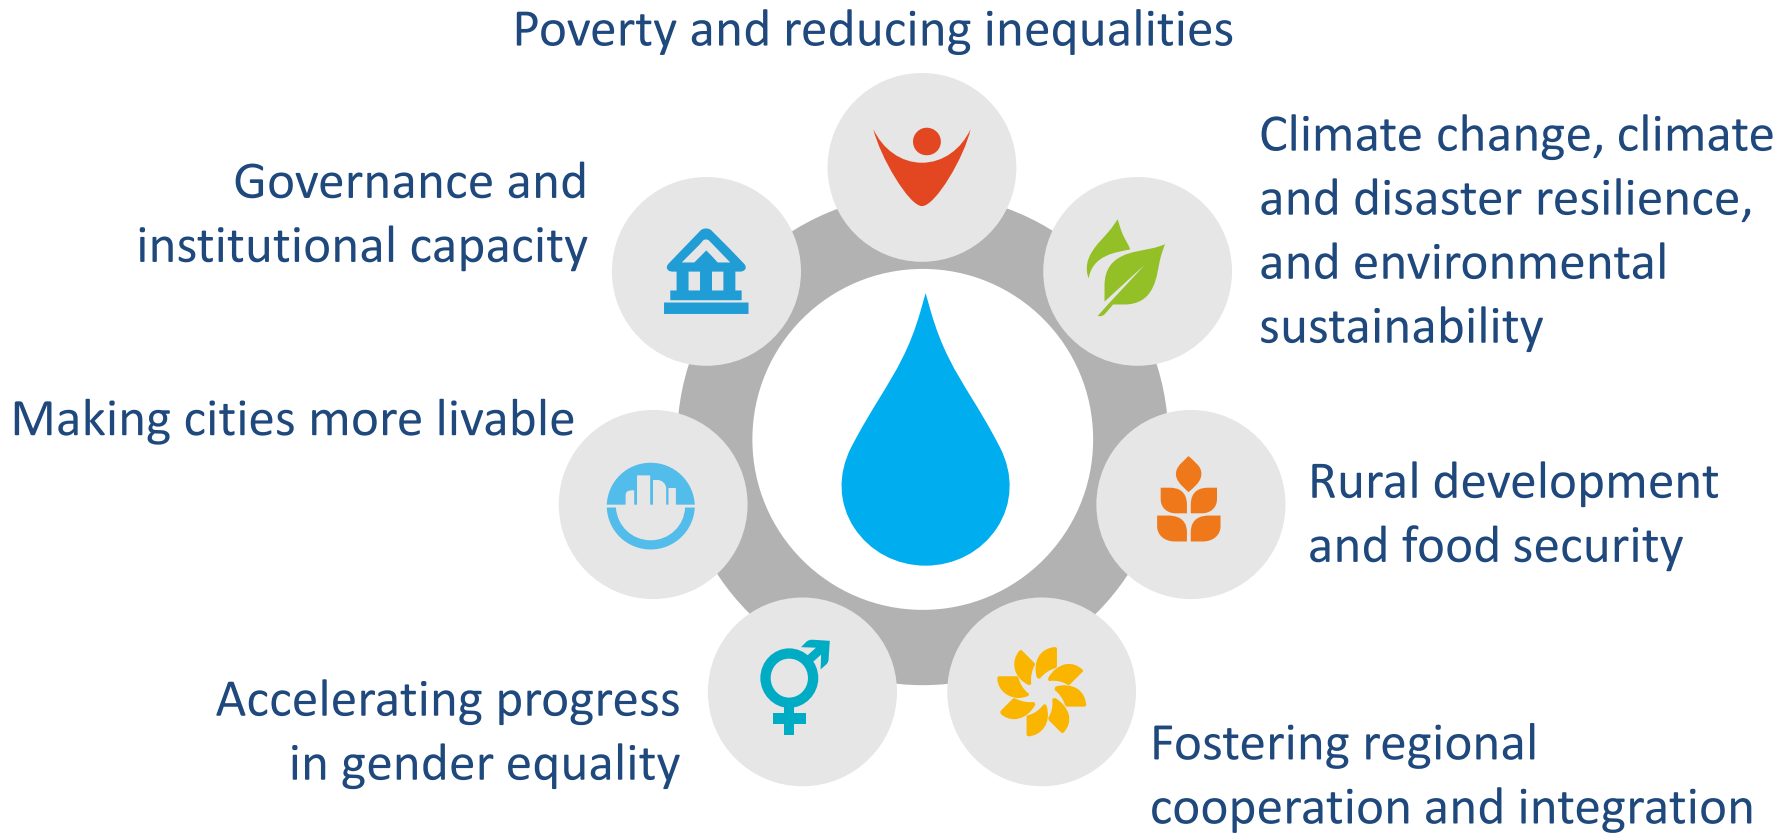 Poverty and reducing inequalities
Climate change, climate
and disaster resilience,
and environmental
sustainability
Rural development
and food security
Fostering regional
cooperation and integration
Accelerating progress
in gender equality
Making cities more livable
Governance and
institutional capacity